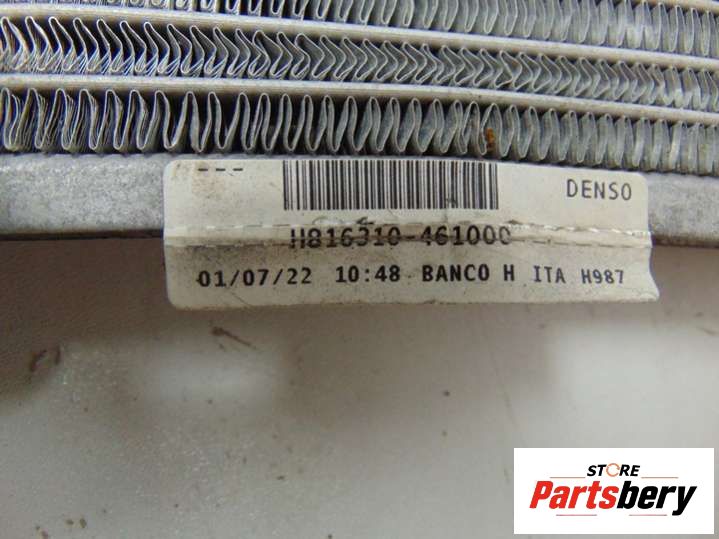 ---
DENSO
H816310-461000
01/07/22 10:48 BANCO H ITA H987
STORE
Partsbery